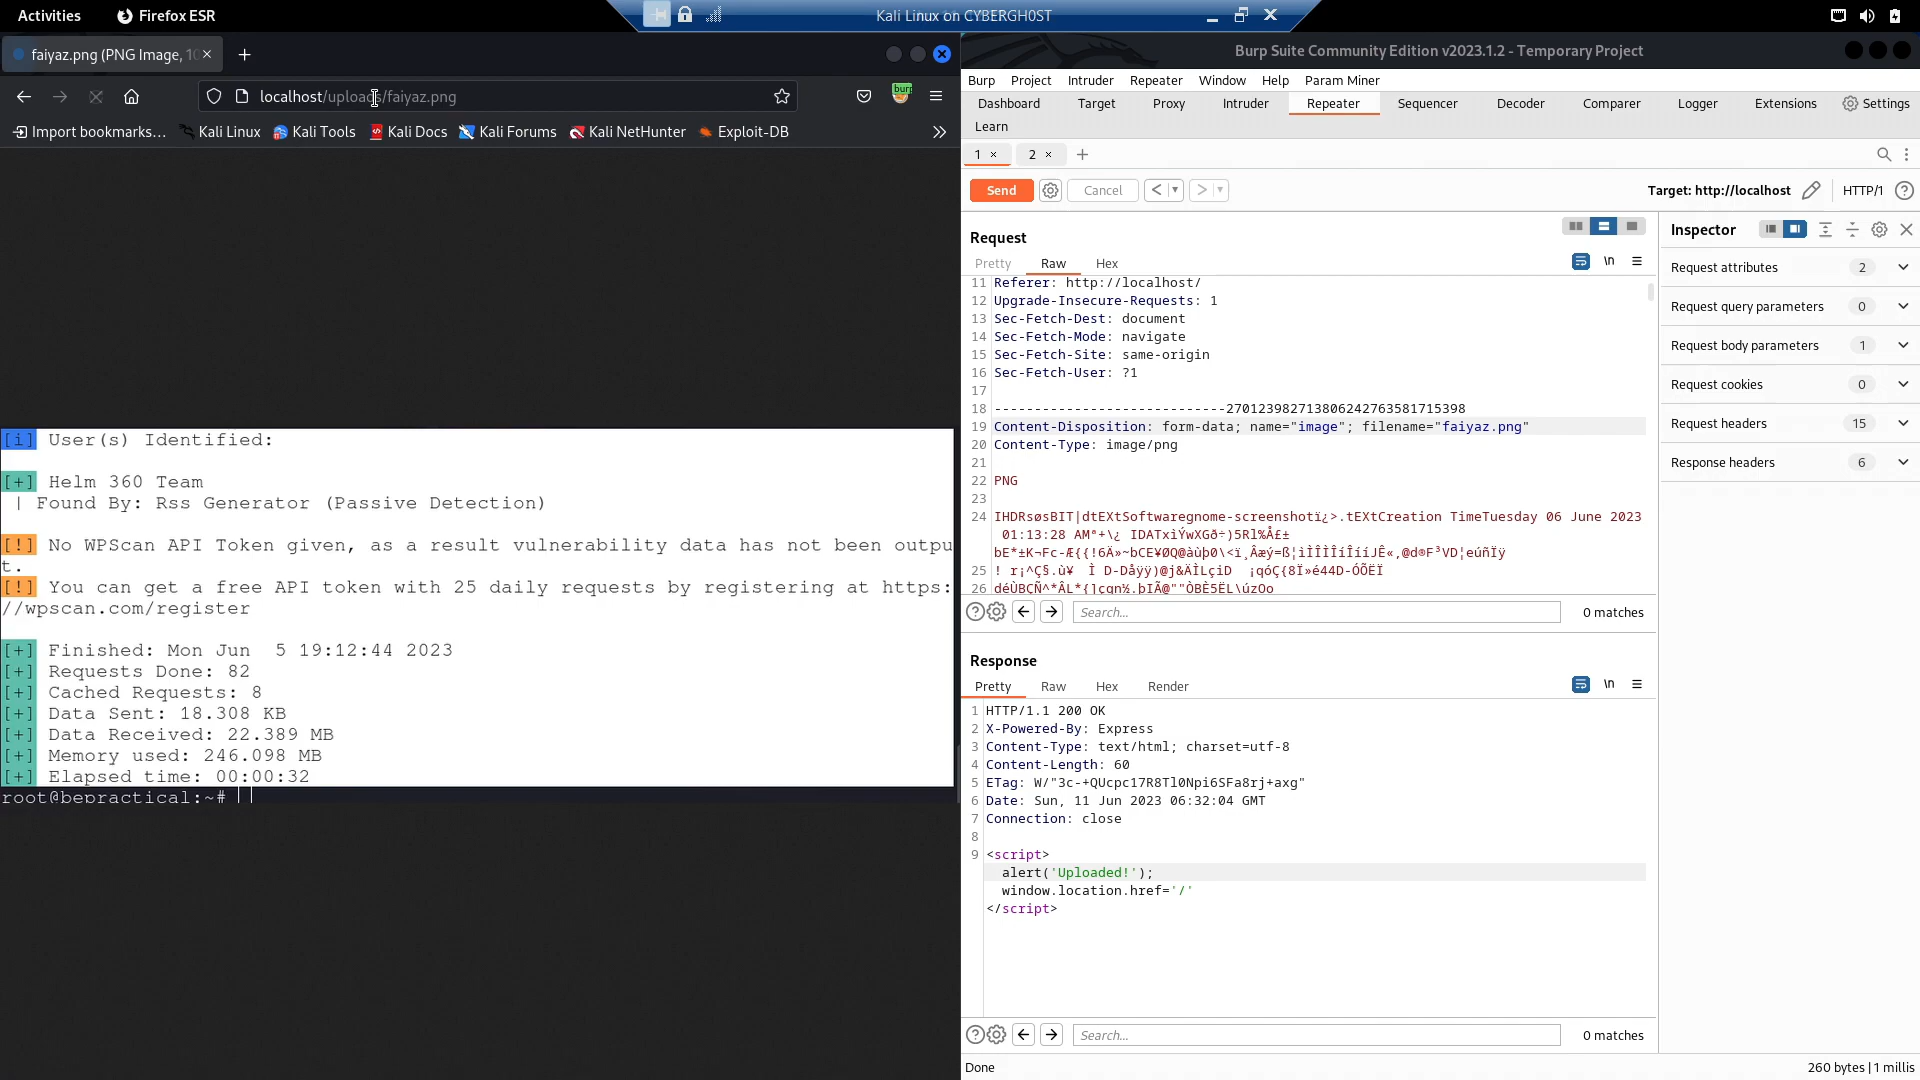 Activities
Firefox ESR
Kali Linux on CYBERGH0ST
faiyaz.png (PNG Image, 10
localhost/uploads/faiyaz.png
Import bookmarks...
Kali Linux
Kali Tools
Kali Docs
Kali Forums
Kali NetHunter
Exploit-DB
[i] User(s) Identified:
[+] Helm 360 Team
| Found By: Rss Generator (Passive Detection)
[!] No WPScan API Token given, as a result vulnerability data has not been outpu
t.
[!] You can get a free API token with 25 daily requests by registering at https:
//wpscan.com/register
[+] Finished: Mon Jun  5 19:12:44 2023
[+] Requests Done: 82
[+] Cached Requests: 8
[+] Data Sent: 18.308 KB
[+] Data Received: 22.389 MB
[+] Memory used: 246.098 MB
[+] Elapsed time: 00:00:32
root@bepractical:~#
Burp Suite Community Edition v2023.1.2 - Temporary Project
Burp Project Intruder Repeater Window Help Param Miner
Dashboard Target Proxy Intruder Repeater Sequencer Decoder Comparer Logger Extensions Settings
Learn
1 × 2 × +
Send Cancel < >
Target: http://localhost HTTP/1
Request
Pretty Raw Hex \n
11 Referer: http://localhost/
12 Upgrade-Insecure-Requests: 1
13 Sec-Fetch-Dest: document
14 Sec-Fetch-Mode: navigate
15 Sec-Fetch-Site: same-origin
16 Sec-Fetch-User: ?1
17
18 -----------------------------270123982713806242763581715398
19 Content-Disposition: form-data; name="image"; filename="faiyaz.png"
20 Content-Type: image/png
21
22 PNG
23
24 IHDRsøsBIT|dtEXtSoftwaregnome-screenshotï¿>.tEXtCreation TimeTuesday 06 June 2023
01:13:28
25
26
Search... 0 matches
Response
Pretty Raw Hex Render \n
1 HTTP/1.1 200 OK
2 X-Powered-By: Express
3 Content-Type: text/html; charset=utf-8
4 Content-Length: 60
5 ETag: W/"3c-+QUcpc17R8Tl0Npi6SFa8rj+axg"
6 Date: Sun, 11 Jun 2023 06:32:04 GMT
7 Connection: close
8
9 <script>
alert('Uploaded!');
window.location.href='/'
</script>
Search... 0 matches
Done
260 bytes | 1 millis
Inspector
Request attributes 2
Request query parameters 0
Request body parameters 1
Request cookies 0
Request headers 15
Response headers 6